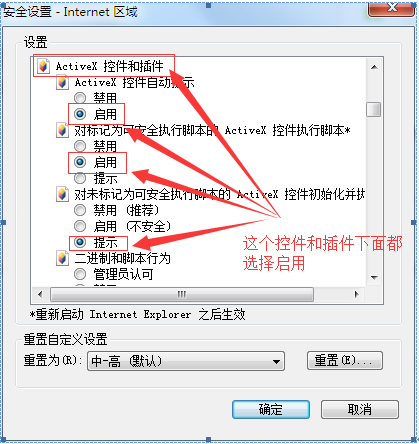 安全设置 - Internet 区域
设置
ActiveX 控件和插件
ActiveX 控件自动提示
禁用
启用
对标记为可安全执行脚本的 ActiveX 控件执行脚本*
禁用
启用
提示
对未标记为可安全执行脚本的 ActiveX 控件初始化并执
禁用 (推荐)
启用 (不安全)
提示
这个控件和插件下面都
选择启用
二进制和脚本行为
管理员认可
*重新启动 Internet Explorer 之后生效
重置自定义设置
重置为(R): 中-高 (默认) 重置(E)...
确定 取消